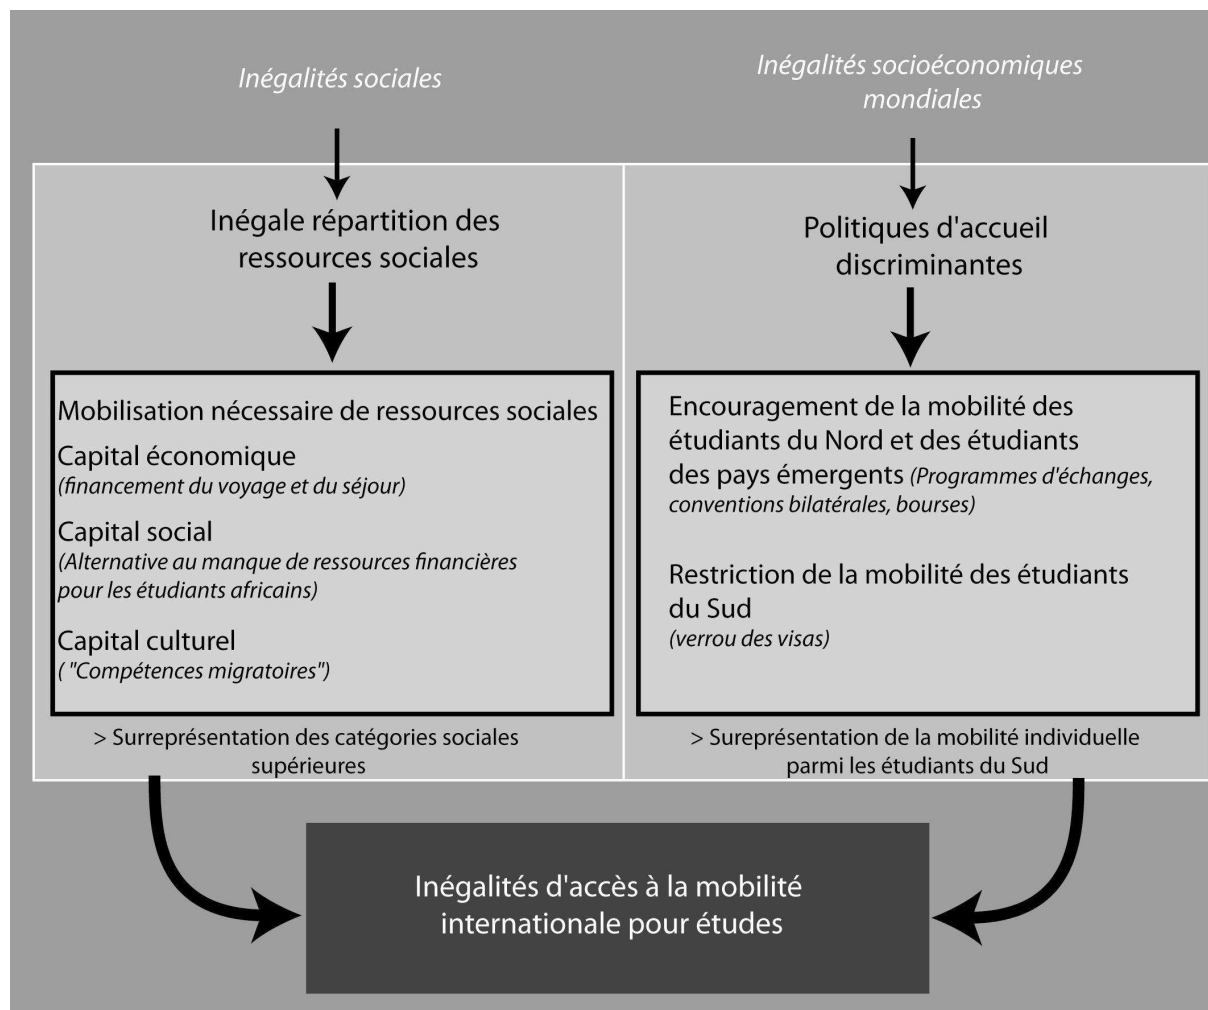 Inégalités sociales
Inégalités socioéconomiques
mondiales
Inégale répartition des
ressources sociales
Politiques d'accueil
discriminantes
Mobilisation nécessaire de ressources sociales
Capital économique
(financement du voyage et du séjour)
Capital social
(Alternative au manque de ressources financières
pour les étudiants africains)
Capital culturel
( "Compétences migratoires")
> Surreprésentation des catégories sociales
supérieures
Encouragement de la mobilité des
étudiants du Nord et des étudiants
des pays émergents (Programmes d'échanges,
conventions bilatérales, bourses)
Restriction de la mobilité des étudiants
du Sud
(verrou des visas)
> Sureprésentation de la mobilité individuelle
parmi les étudiants du Sud
Inégalités d'accès à la mobilité
internationale pour études